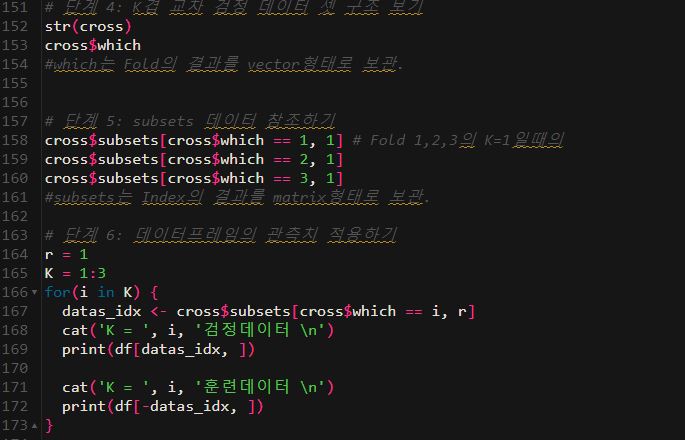 151 # 단계 4: K겹 교차 검정 데이터 셋 구조 보기
152 str(cross)
153 cross$which
154 #which는 Fold의 결과를 vector형태로 보관.
155
156
157 # 단계 5: subsets 데이터 참조하기
158 cross$subsets[cross$which == 1, 1] # Fold 1,2,3의 K=1일때의
159 cross$subsets[cross$which == 2, 1]
160 cross$subsets[cross$which == 3, 1]
161 #subsets는 Index의 결과를 matrix형태로 보관.
162
163 # 단계 6: 데이터프레임의 관측치 적용하기
164 r = 1
165 K = 1:3
166 for(i in K) {
167   datas_idx <- cross$subsets[cross$which == i, r]
168   cat('K = ', i, '검정데이터 \n')
169   print(df[datas_idx, ])
170
171   cat('K = ', i, '훈련데이터 \n')
172   print(df[-datas_idx, ])
173 }